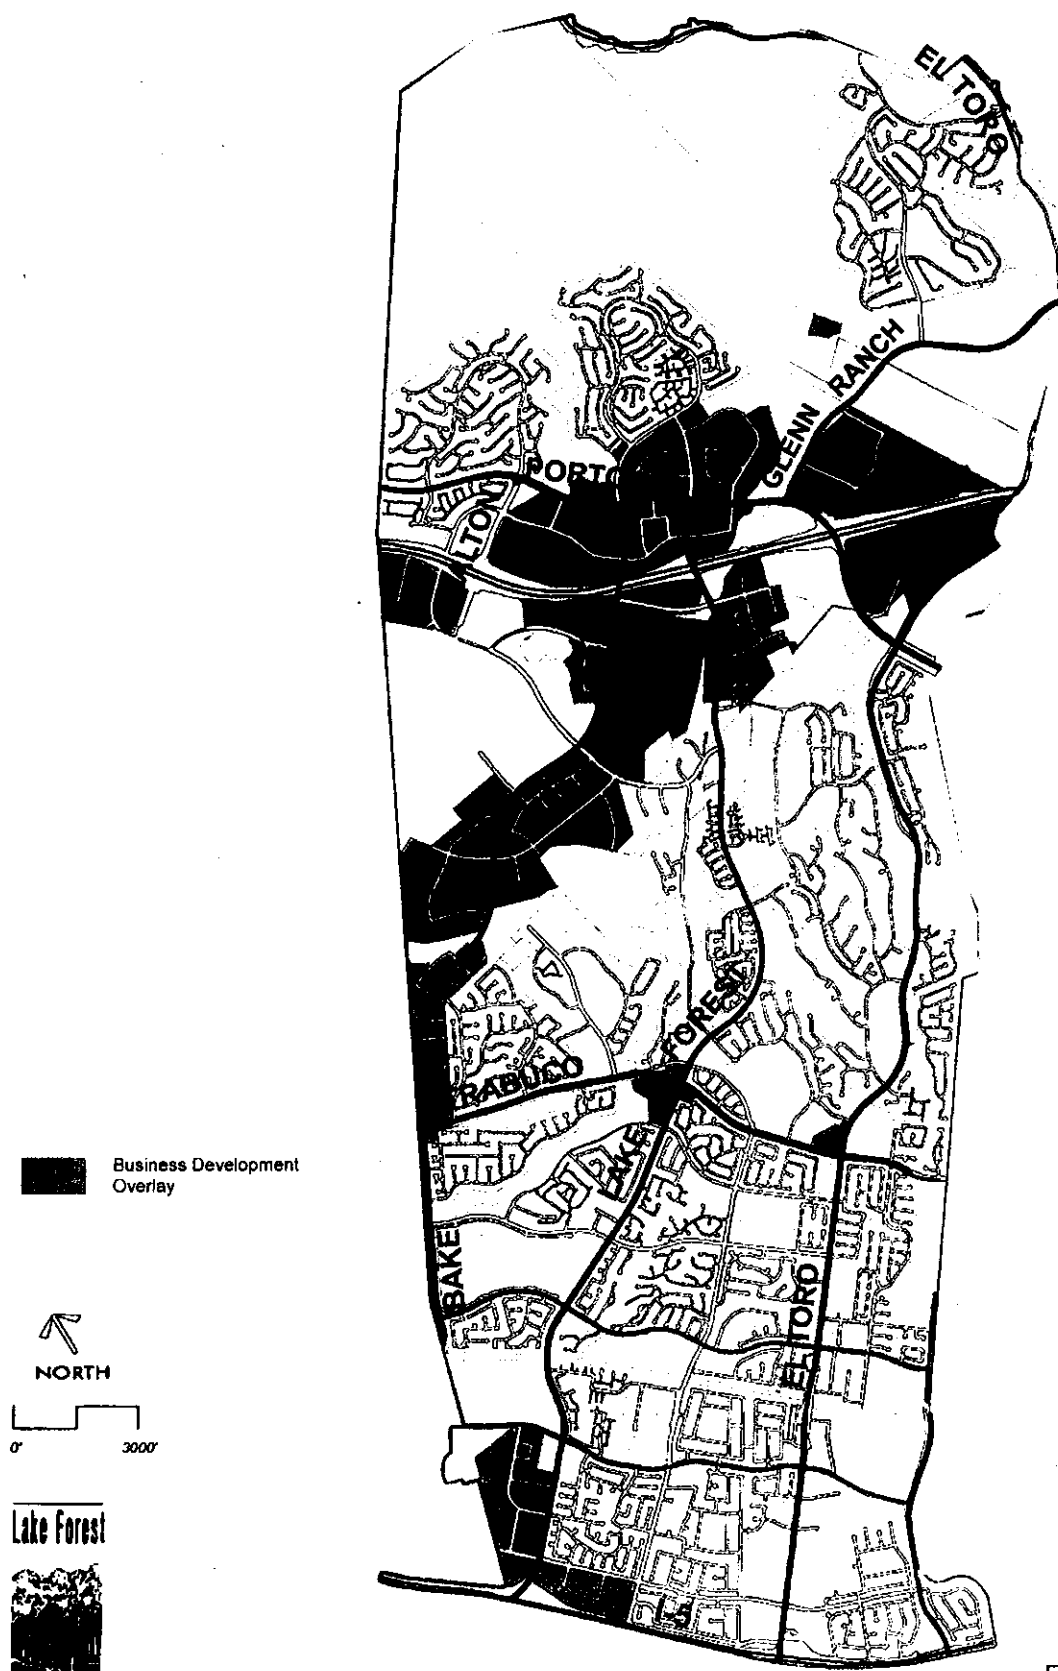 EL TORO
GLENN RANCH
PORTO
LTON
FOREST
RABUCO
LAKE
Business Development
Overlay
BAKE
EL TORO
NORTH
0' 3000'
Lake Forest
I-5